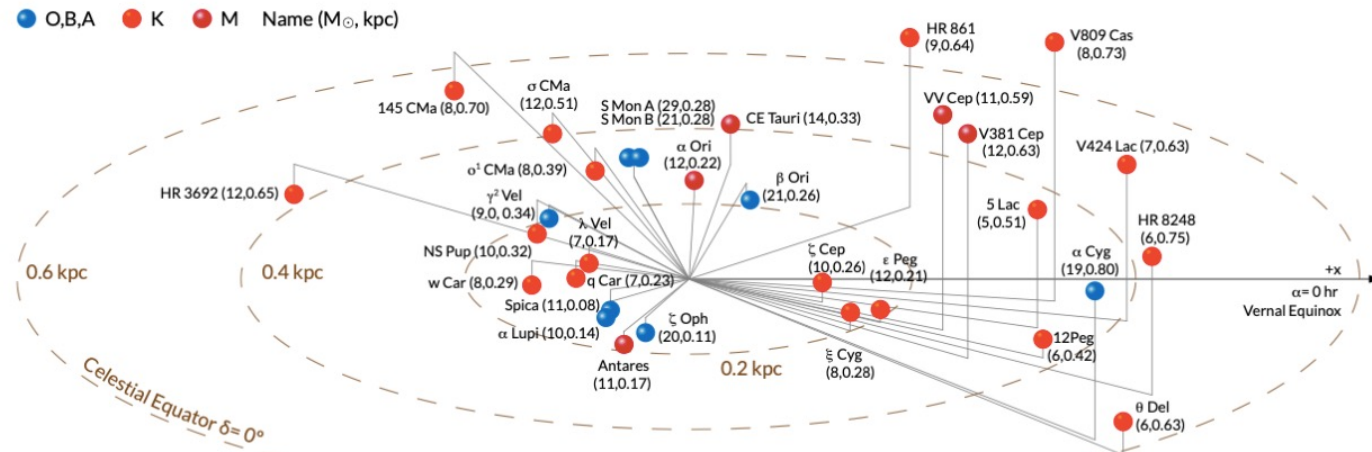 O,B,A
K
M
Name (M☉, kpc)
HR 861
(9,0.64)
V809 Cas
(8,0.73)
145 CMa (8,0.70)
σ CMa
(12,0.51)
S Mon A (29,0.28)
S Mon B (21,0.28)
CE Tauri (14,0.33)
VV Cep (11,0.59)
V381 Cep
(12,0.63)
V424 Lac (7,0.63)
α Ori
(12,0.22)
ο¹ CMa (8,0.39)
β Ori
(21,0.26)
HR 3692 (12,0.65)
γ² Vel
(9.0, 0.34)
λ Vel
(7,0.17)
5 Lac
(5,0.51)
HR 8248
(6,0.75)
NS Pup (10,0.32)
ζ Cep
(10,0.26)
ε Peg
(12,0.21)
α Cyg
(19,0.80)
0.6 kpc
0.4 kpc
w Car (8,0.29)
q Car (7,0.23)
+x
α= 0 hr
Vernal Equinox
Spica (11,0.08)
α Lupi (10,0.14)
ζ Oph
(20,0.11)
12Peg
(6,0.42)
Antares
(11,0.17)
0.2 kpc
ξ Cyg
(8,0.28)
Celestial Equator δ= 0°
θ Del
(6,0.63)